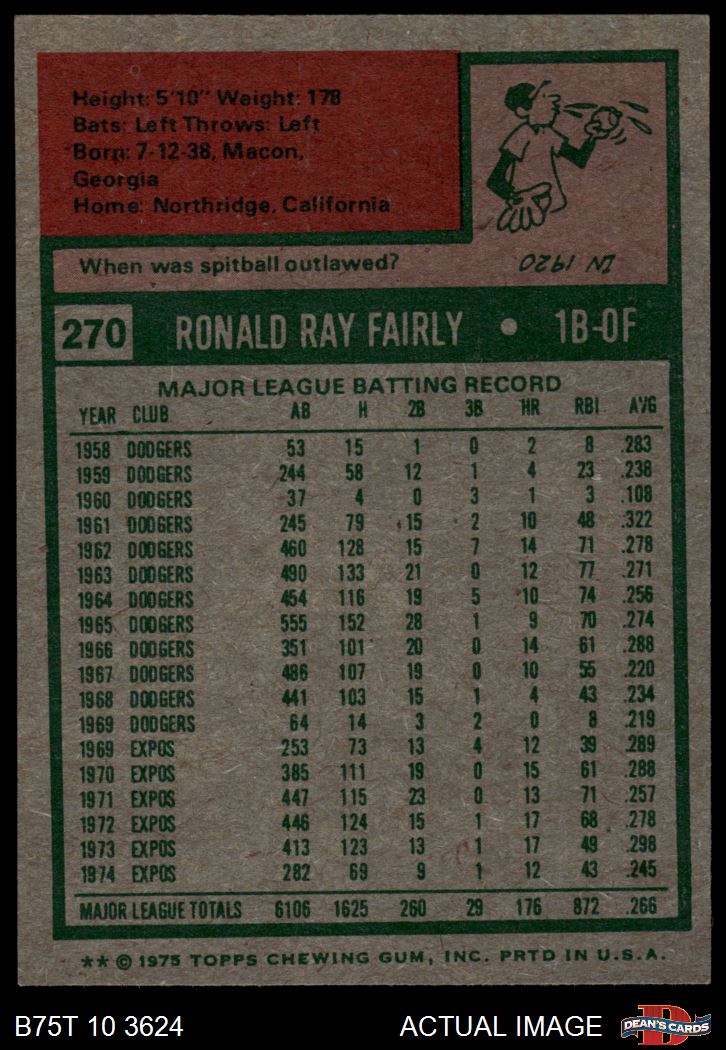 Height: 5'10" Weight: 178
Bats: Left Throws: Left
Born: 7-12-38, Macon,
Georgia
Home: Northridge, California
When was spitball outlawed?
IN 1920
270 RONALD RAY FAIRLY • 1B-OF
MAJOR LEAGUE BATTING RECORD
YEAR CLUB AB H 2B 3B HR RBI AVG
1958 DODGERS 53 15 1 0 2 8 .283
1959 DODGERS 244 58 12 1 4 23 .238
1960 DODGERS 37 4 0 3 1 3 .108
1961 DODGERS 245 79 15 2 10 48 .322
1962 DODGERS 460 128 15 7 14 71 .278
1963 DODGERS 490 133 21 0 12 77 .271
1964 DODGERS 454 116 19 5 10 74 .256
1965 DODGERS 555 152 28 1 9 70 .274
1966 DODGERS 351 101 20 0 14 61 .288
1967 DODGERS 486 107 19 0 10 55 .220
1968 DODGERS 441 103 15 1 4 43 .234
1969 DODGERS 64 14 3 2 0 8 .219
1969 EXPOS 253 73 13 4 12 39 .289
1970 EXPOS 385 111 19 0 15 61 .288
1971 EXPOS 447 115 23 0 13 71 .257
1972 EXPOS 446 124 15 1 17 68 .278
1973 EXPOS 413 123 13 1 17 49 .298
1974 EXPOS 282 69 9 1 12 43 .245
MAJOR LEAGUE TOTALS 6106 1625 260 29 176 872 .266
** © 1975 TOPPS CHEWING GUM, INC. PRTD IN U.S.A.
B75T 10 3624 ACTUAL IMAGE
DEAN'S CARDS